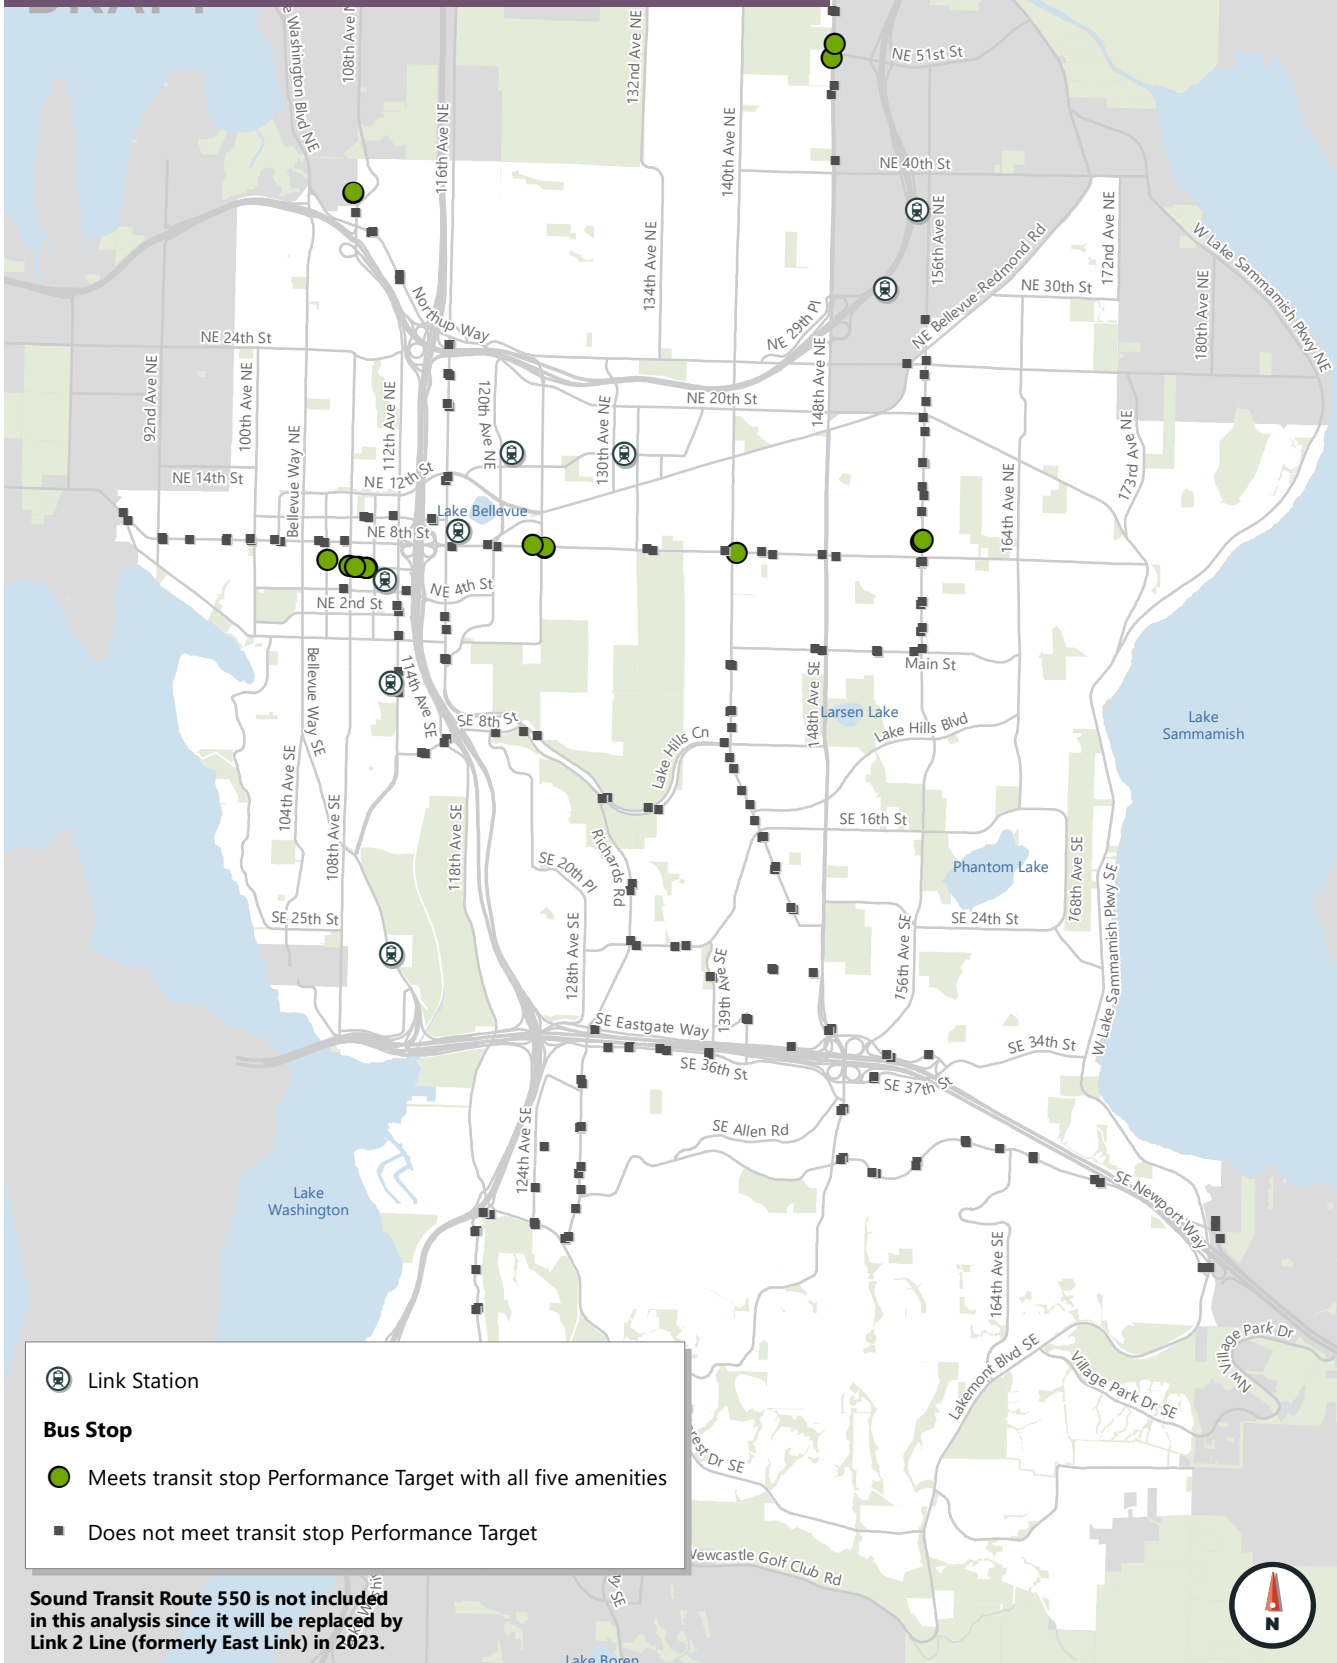 DRAFT
e Washington Blvd NE
108th Ave N
116th Ave NE
132nd Ave NE
140th Ave NE
NE 51st St
NE 40th St
156th Ave NE
172nd Ave NE
W Lake Sammamish Pkwy NE
134th Ave NE
NE Bellevue-Redmond Rd
NE 30th St
180th Ave NE
Northup Way
NE 29th Pl
NE 24th St
148th Ave NE
92nd Ave NE
100th Ave NE
112th Ave NE
120th Ave NE
NE 20th St
130th Ave NE
173rd Ave NE
Bellevue Way NE
NE 14th St
NE 12th St
164th Ave NE
Lake Bellevue
NE 8th St
NE 4th St
NE 2nd St
Main St
Bellevue Way SE
114th Ave SE
148th Ave SE
SE 8th St
Larsen Lake
Lake Hills Blvd
Lake
Sammamish
Lake Hills Cn
104th Ave SE
108th Ave SE
118th Ave SE
SE 16th St
Richards Rd
SE 20th Pl
Phantom Lake
168th Ave SE
SE 25th St
SE 24th St
128th Ave SE
139th Ave SE
156th Ave SE
W Lake Sammamish Pkwy SE
SE Eastgate Way
SE 34th St
SE 36th St
SE 37th St
124th Ave SE
SE Allen Rd
Lake
Washington
SE Newport Way
164th Ave SE
Lakemont Blvd SE
Village Park Dr SE
NW Village Park Dr
Link Station
Bus Stop
Meets transit stop Performance Target with all five amenities
Does not meet transit stop Performance Target
rest Dr SE
Newcastle Golf Club Rd
y SE
Lake Boren
Sound Transit Route 550 is not included
in this analysis since it will be replaced by
Link 2 Line (formerly East Link) in 2023.
N